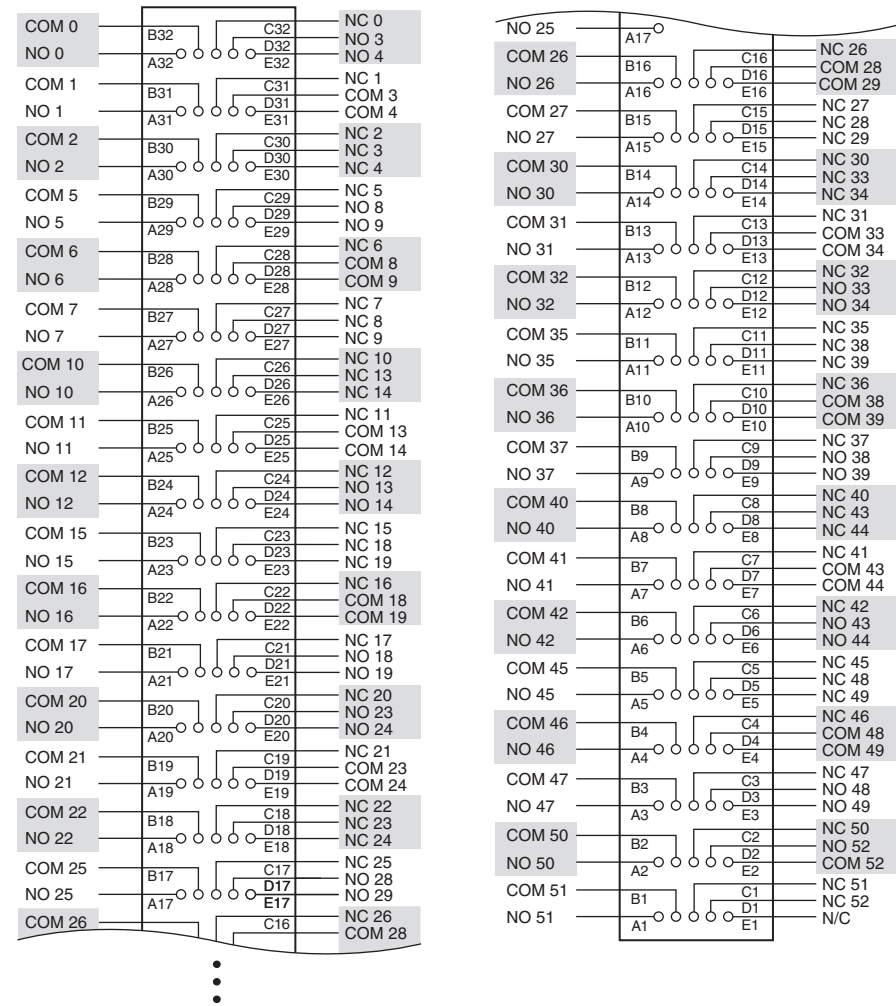 COM 0 B32 C32 NC 0
D32 NO 3
NO 0 A32 E32 NO 4
COM 1 B31 C31 NC 1
D31 COM 3
NO 1 A31 E31 COM 4
COM 2 B30 C30 NC 2
D30 NC 3
NO 2 A30 E30 NC 4
COM 5 B29 C29 NC 5
D29 NO 8
NO 5 A29 E29 NO 9
COM 6 B28 C28 NC 6
D28 COM 8
NO 6 A28 E28 COM 9
COM 7 B27 C27 NC 7
D27 NC 8
NO 7 A27 E27 NC 9
COM 10 B26 C26 NC 10
D26 NC 13
NO 10 A26 E26 NC 14
COM 11 B25 C25 NC 11
D25 COM 13
NO 11 A25 E25 COM 14
COM 12 B24 C24 NC 12
D24 NO 13
NO 12 A24 E24 NO 14
COM 15 B23 C23 NC 15
D23 NC 18
NO 15 A23 E23 NC 19
COM 16 B22 C22 NC 16
D22 COM 18
NO 16 A22 E22 COM 19
COM 17 B21 C21 NC 17
D21 NO 18
NO 17 A21 E21 NO 19
COM 20 B20 C20 NC 20
D20 NO 23
NO 20 A20 E20 NO 24
COM 21 B19 C19 NC 21
D19 COM 23
NO 21 A19 E19 COM 24
COM 22 B18 C18 NC 22
D18 NC 23
NO 22 A18 E18 NC 24
COM 25 B17 C17 NC 25
D17 NO 28
NO 25 A17 E17 NO 29
COM 26 C16 NC 26
COM 28
NO 25 A17
COM 26 B16 C16 NC 26
D16 COM 28
NO 26 A16 E16 COM 29
COM 27 B15 C15 NC 27
D15 NC 28
NO 27 A15 E15 NC 29
COM 30 B14 C14 NC 30
D14 NC 33
NO 30 A14 E14 NC 34
COM 31 B13 C13 NC 31
D13 COM 33
NO 31 A13 E13 COM 34
COM 32 B12 C12 NC 32
D12 NO 33
NO 32 A12 E12 NO 34
COM 35 B11 C11 NC 35
D11 NC 38
NO 35 A11 E11 NC 39
COM 36 B10 C10 NC 36
D10 COM 38
NO 36 A10 E10 COM 39
COM 37 B9 C9 NC 37
D9 NO 38
NO 37 A9 E9 NO 39
COM 40 B8 C8 NC 40
D8 NC 43
NO 40 A8 E8 NC 44
COM 41 B7 C7 NC 41
D7 COM 43
NO 41 A7 E7 COM 44
COM 42 B6 C6 NC 42
D6 NO 43
NO 42 A6 E6 NO 44
COM 45 B5 C5 NC 45
D5 NC 48
NO 45 A5 E5 NC 49
COM 46 B4 C4 NC 46
D4 COM 48
NO 46 A4 E4 COM 49
COM 47 B3 C3 NC 47
D3 NO 48
NO 47 A3 E3 NO 49
COM 50 B2 C2 NC 50
D2 NO 52
NO 50 A2 E2 COM 52
COM 51 B1 C1 NC 51
D1 NC 52
NO 51 A1 E1 N/C